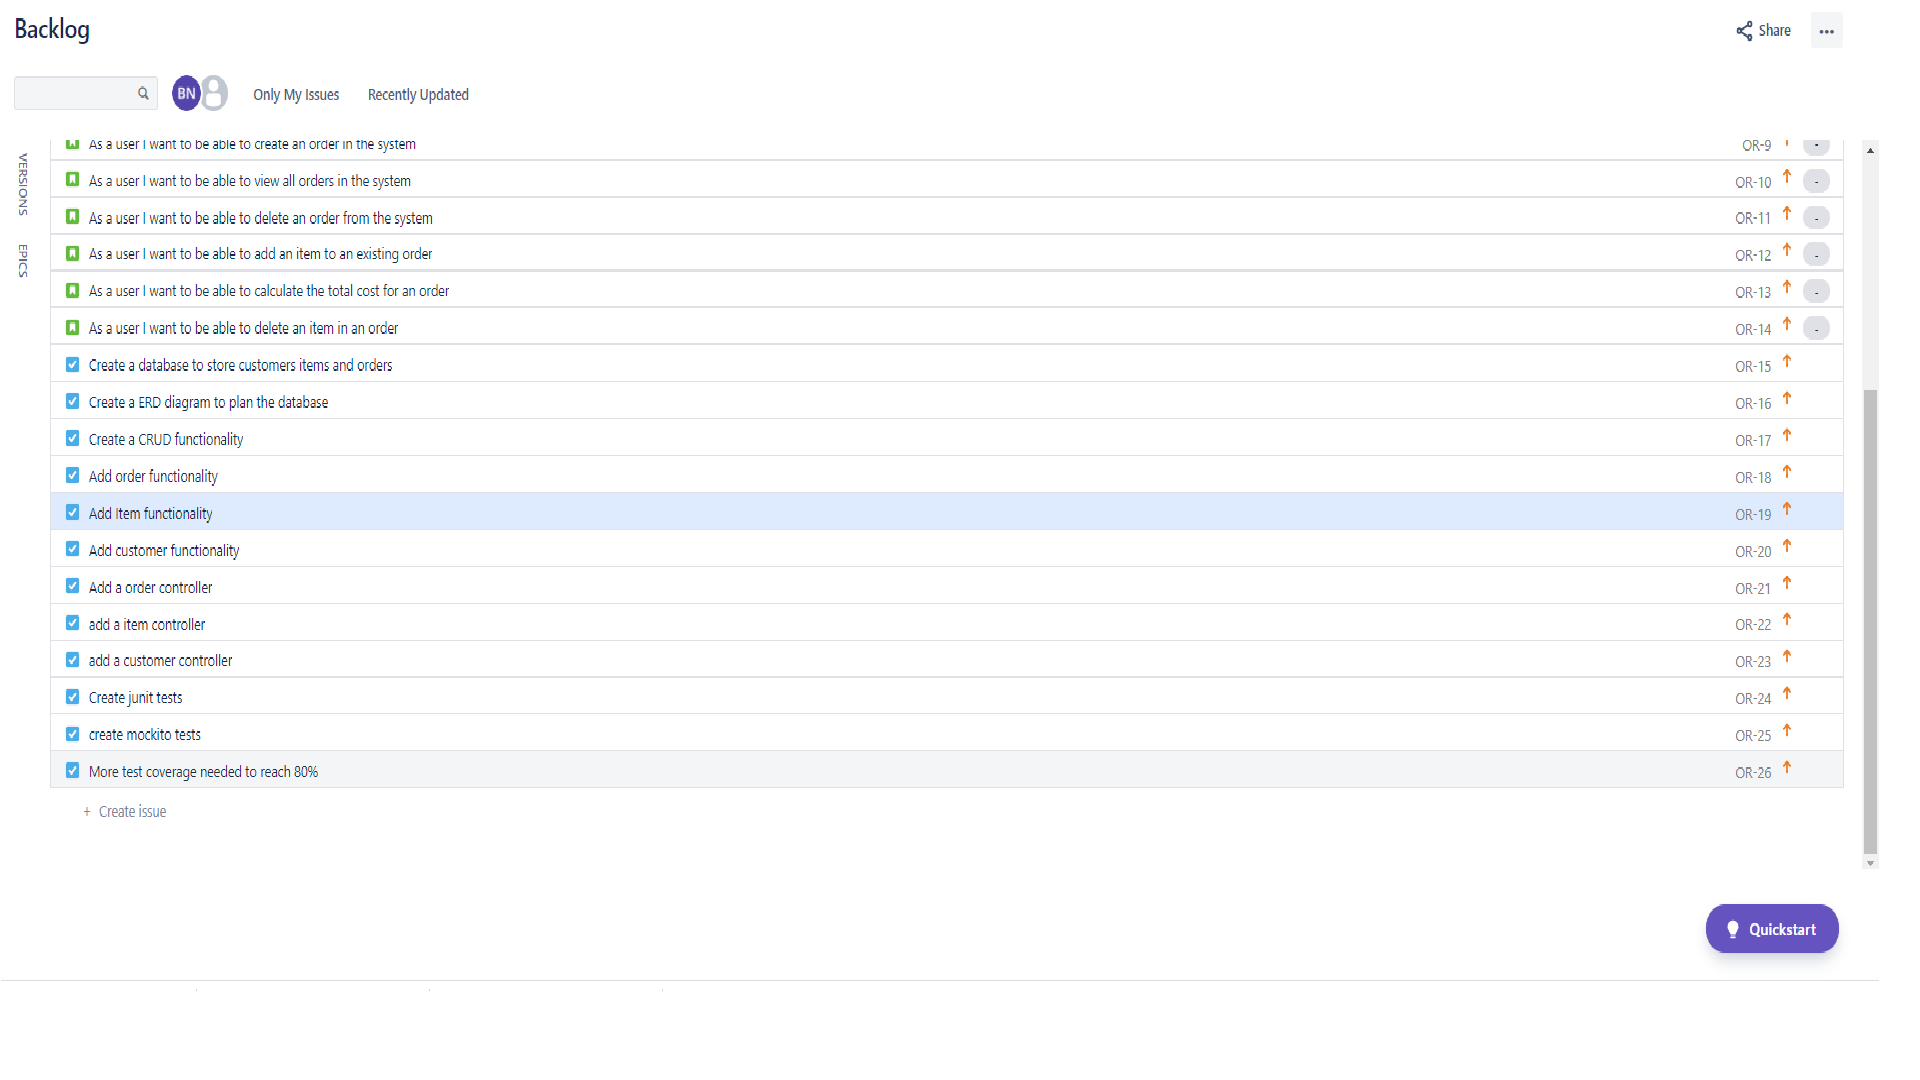 Backlog
Share
BN
Only My Issues
Recently Updated
VERSIONS
EPICS
As a user I want to be able to create an order in the system OR-9 -
As a user I want to be able to view all orders in the system OR-10 -
As a user I want to be able to delete an order from the system OR-11 -
As a user I want to be able to add an item to an existing order OR-12 -
As a user I want to be able to calculate the total cost for an order OR-13 -
As a user I want to be able to delete an item in an order OR-14 -
Create a database to store customers items and orders OR-15
Create a ERD diagram to plan the database OR-16
Create a CRUD functionality OR-17
Add order functionality OR-18
Add Item functionality OR-19
Add customer functionality OR-20
Add a order controller OR-21
add a item controller OR-22
add a customer controller OR-23
Create junit tests OR-24
create mockito tests OR-25
More test coverage needed to reach 80% OR-26
+ Create issue
Quickstart